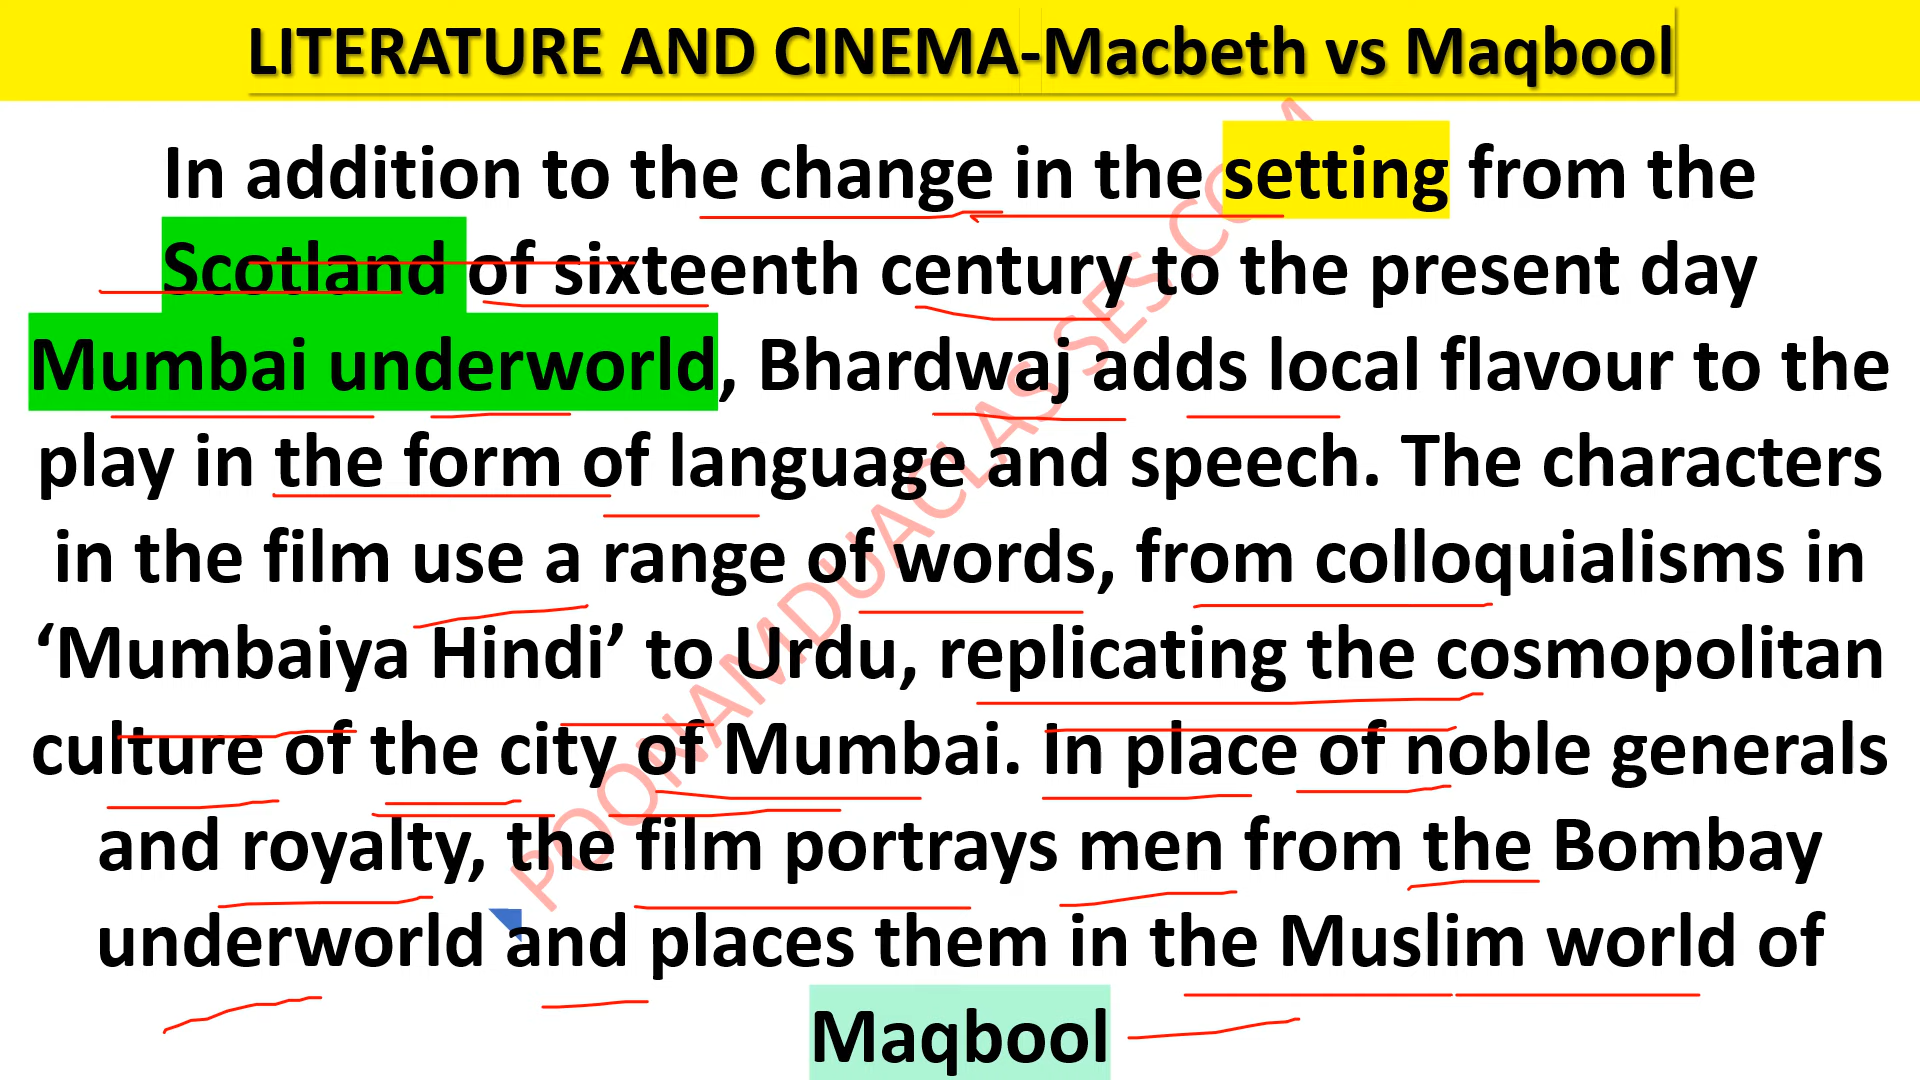 LITERATURE AND CINEMA-Macbeth vs Maqbool
In addition to the change in the setting from the
Scotland of sixteenth century to the present day
Mumbai underworld, Bhardwaj adds local flavour to the
play in the form of language and speech. The characters
in the film use a range of words, from colloquialisms in
‘Mumbaiya Hindi’ to Urdu, replicating the cosmopolitan
culture of the city of Mumbai. In place of noble generals
and royalty, the film portrays men from the Bombay
underworld and places them in the Muslim world of
Maqbool
POONAMDUACLASSES.COM